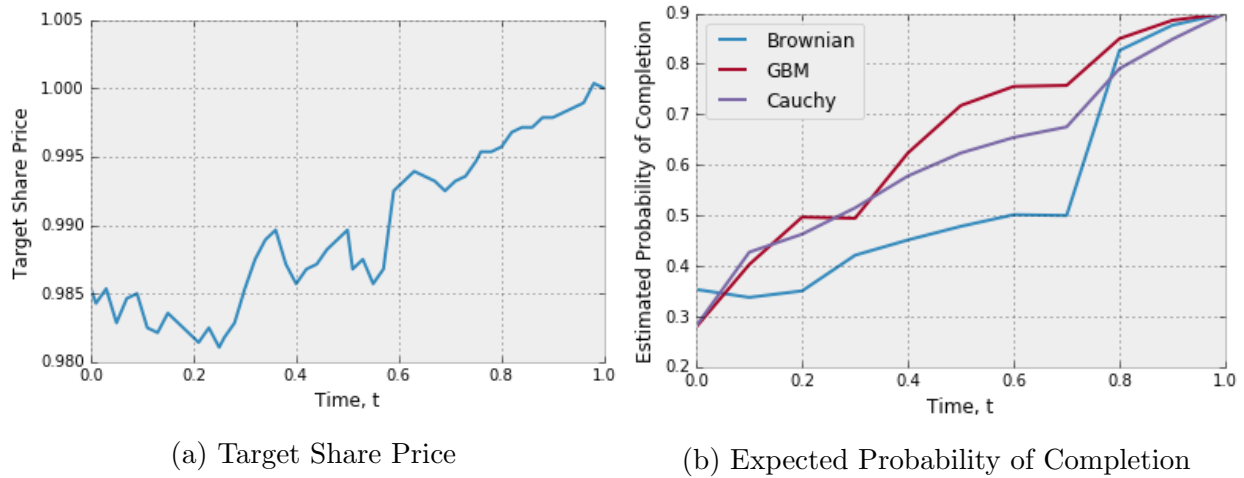 1.005
1.000
0.995
0.990
0.985
0.980
0.0
0.2
0.4
0.6
0.8
1.0
Target Share Price
Time, t
(a) Target Share Price
0.9
0.8
0.7
0.6
0.5
0.4
0.3
0.2
0.0
0.2
0.4
0.6
0.8
1.0
Estimated Probability of Completion
Brownian
GBM
Cauchy
Time, t
(b) Expected Probability of Completion